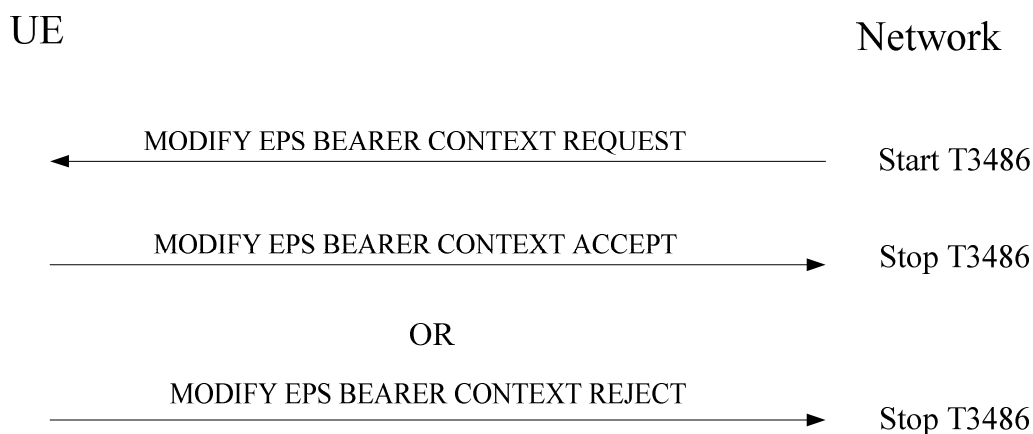 UE
Network
MODIFY EPS BEARER CONTEXT REQUEST
Start T3486
MODIFY EPS BEARER CONTEXT ACCEPT
Stop T3486
OR
MODIFY EPS BEARER CONTEXT REJECT
Stop T3486